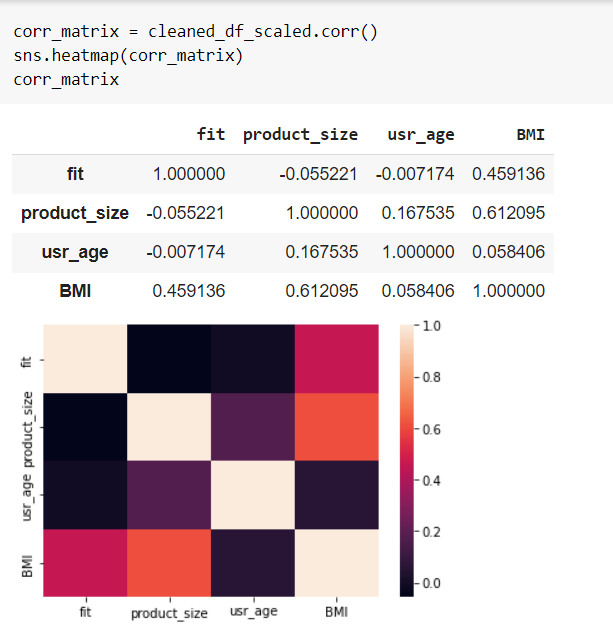 corr_matrix = cleaned_df_scaled.corr()
sns.heatmap(corr_matrix)
corr_matrix
fit product_size usr_age BMI
fit 1.000000 -0.055221 -0.007174 0.459136
product_size -0.055221 1.000000 0.167535 0.612095
usr_age -0.007174 0.167535 1.000000 0.058406
BMI 0.459136 0.612095 0.058406 1.000000
fit
product_size
usr_age
BMI
fit product_size usr_age BMI
1.0
0.8
0.6
0.4
0.2
0.0